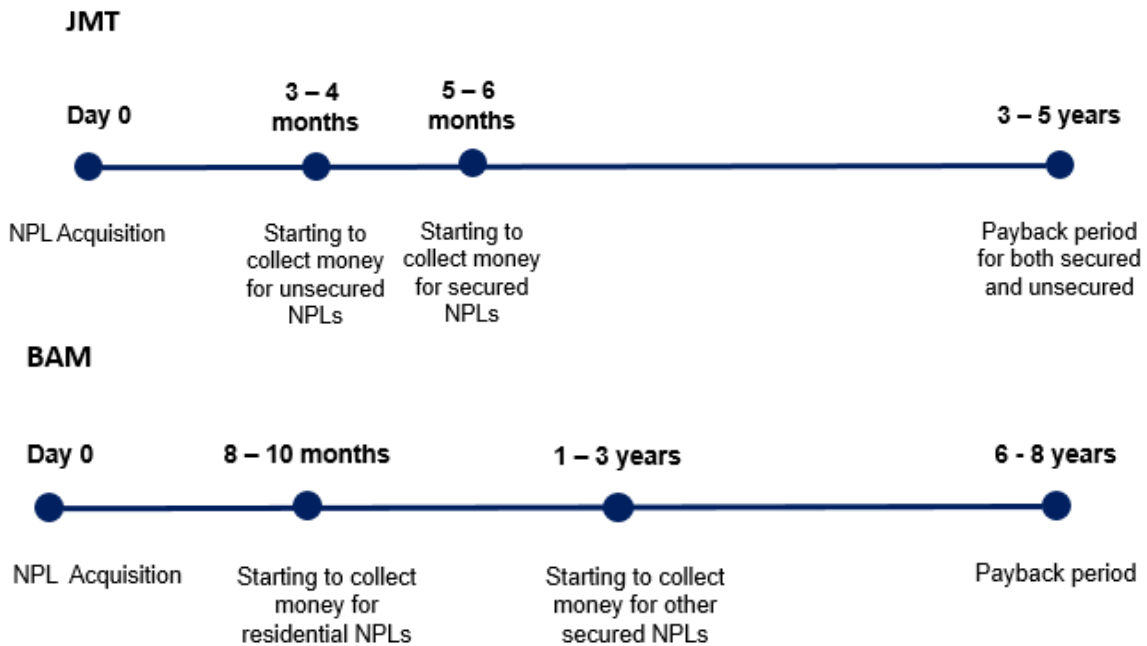 JMT
Day 0
3 – 4
months
5 – 6
months
3 – 5 years
NPL Acquisition
Starting to
collect money
for unsecured
NPLs
Starting to
collect money
for secured
NPLs
Payback period
for both secured
and unsecured
BAM
Day 0
8 – 10 months
1 – 3 years
6 - 8 years
NPL Acquisition
Starting to collect
money for
residential NPLs
Starting to collect
money for other
secured NPLs
Payback period